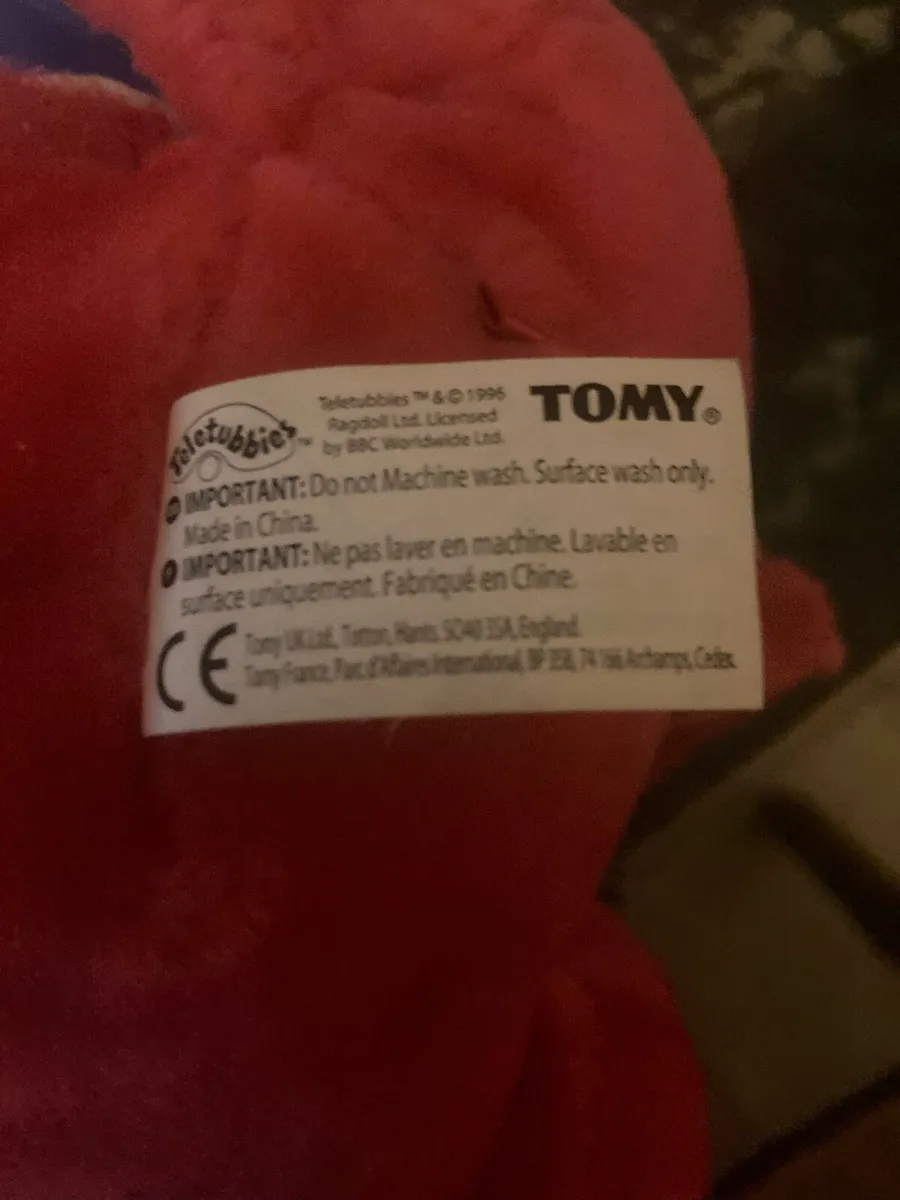 Teletubbies™
Teletubbies™ & © 1996
Ragdoll Ltd. Licensed
by BBC Worldwide Ltd.
TOMY®
IMPORTANT: Do not Machine wash. Surface wash only.
Made in China.
IMPORTANT: Ne pas laver en machine. Lavable en
surface uniquement. Fabriqué en Chine.
CE
Tomy UK Ltd., Totton, Hants. SO40 3SA, England.
Tomy France, Parc d'Affaires International, BP 358, 74 166 Archamps, Cedex.